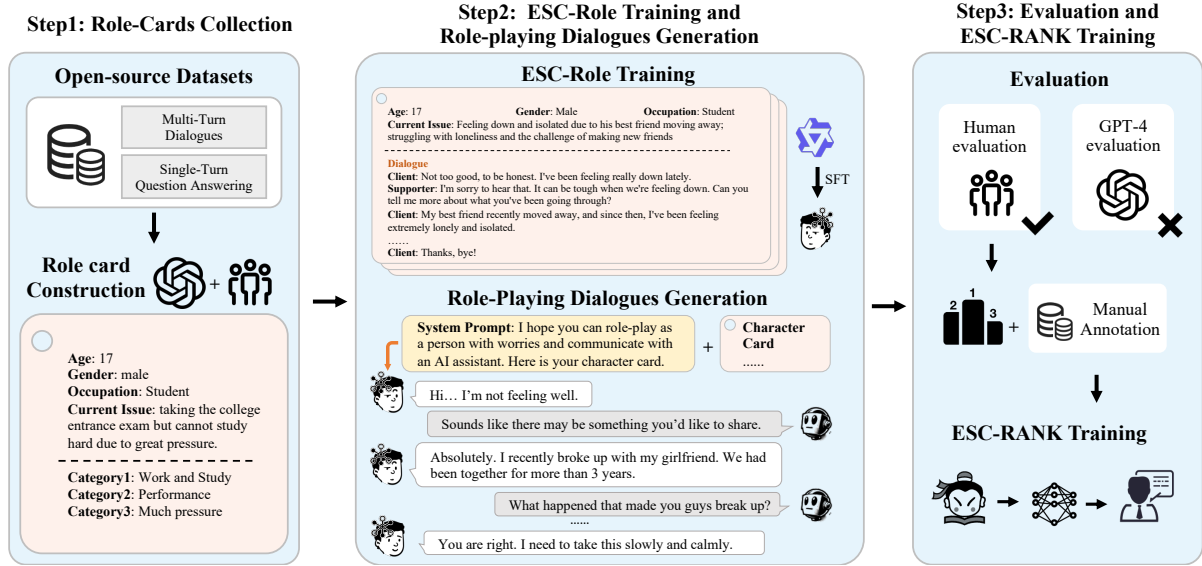 Step1: Role-Cards Collection
Open-source Datasets
Multi-Turn
Dialogues
Single-Turn
Question Answering
Role card
Construction
+
Age: 17
Gender: male
Occupation: Student
Current Issue: taking the college
entrance exam but cannot study
hard due to great pressure.
Category1: Work and Study
Category2: Performance
Category3: Much pressure
Step2: ESC-Role Training and
Role-playing Dialogues Generation
ESC-Role Training
Age: 17 Gender: Male Occupation: Student
Current Issue: Feeling down and isolated due to his best friend moving away;
struggling with loneliness and the challenge of making new friends
Dialogue
Client: Not too good, to be honest. I've been feeling really down lately.
Supporter: I'm sorry to hear that. It can be tough when we're feeling down. Can you
tell me more about what you've been going through?
Client: My best friend recently moved away, and since then, I've been feeling
extremely lonely and isolated.
......
Client: Thanks, bye!
SFT
Role-Playing Dialogues Generation
System Prompt: I hope you can role-play as
a person with worries and communicate with
an AI assistant. Here is your character card.
+
Character
Card
......
Hi… I'm not feeling well.
Sounds like there may be something you'd like to share.
Absolutely. I recently broke up with my girlfriend. We had
been together for more than 3 years.
What happened that made you guys break up?
......
You are right. I need to take this slowly and calmly.
Step3: Evaluation and
ESC-RANK Training
Evaluation
Human
evaluation
GPT-4
evaluation
2 1 3
+
Manual
Annotation
ESC-RANK Training